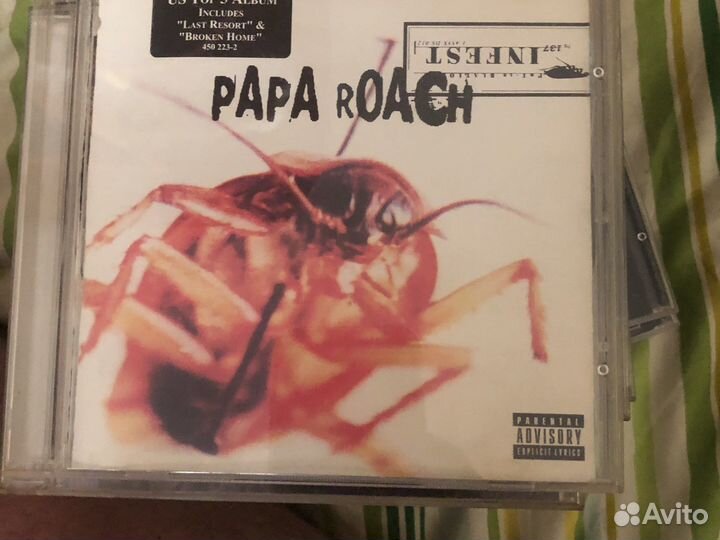 US TOP 5 ALBUM
INCLUDES
"LAST RESORT" &
"BROKEN HOME"
450 223-2
INFEST
PAPA ROACH
PARENTAL
ADVISORY
EXPLICIT LYRICS
Avito